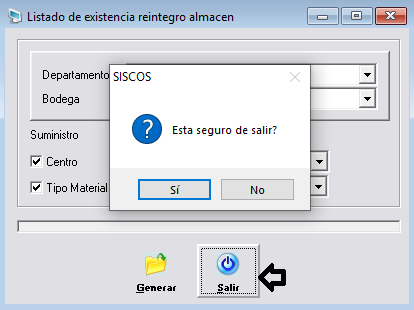 Listado de existencia reintegro almacen
SISCOS
Departamento
Bodega
Esta seguro de salir?
Suministro
Centro
Tipo Material
Sí No
Generar Salir